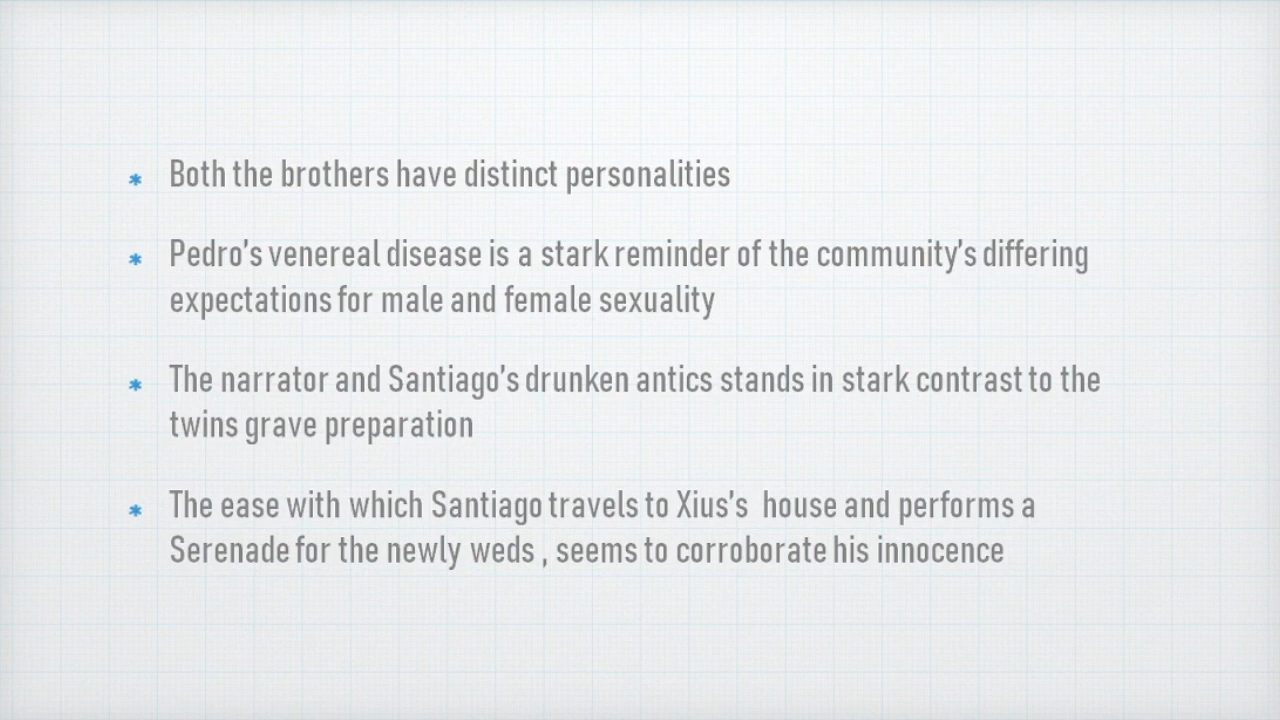 * Both the brothers have distinct personalities
* Pedro's venereal disease is a stark reminder of the community's differing
expectations for male and female sexuality
* The narrator and Santiago's drunken antics stands in stark contrast to the
twins grave preparation
* The ease with which Santiago travels to Xius's house and performs a
Serenade for the newly weds , seems to corroborate his innocence